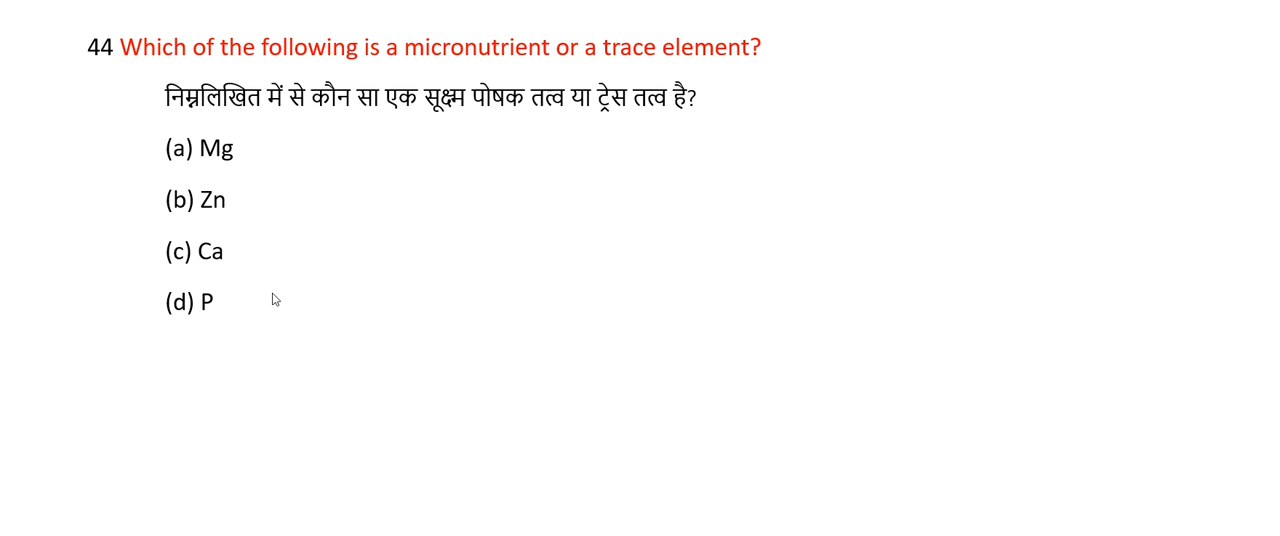 44 Which of the following is a micronutrient or a trace element?
निम्नलिखित में से कौन सा एक सूक्ष्म पोषक तत्व या ट्रेस तत्व है?
(a) Mg
(b) Zn
(c) Ca
(d) P